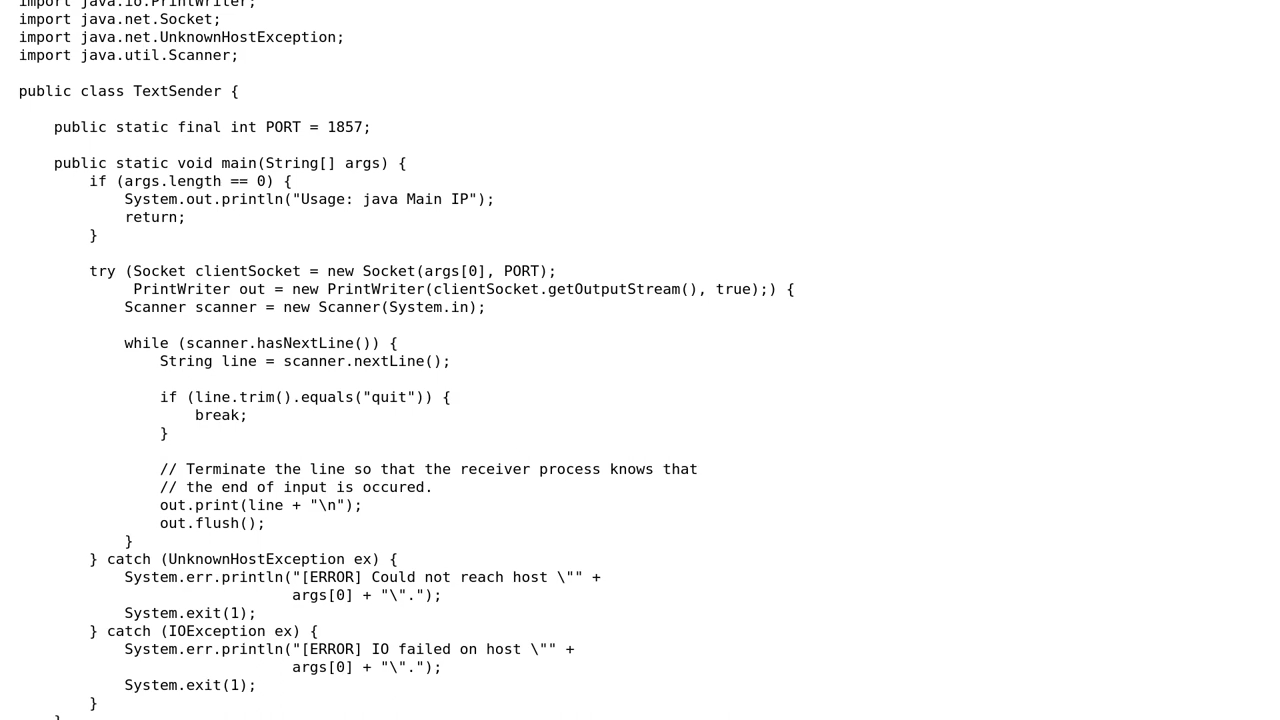 import java.io.PrintWriter;
import java.net.Socket;
import java.net.UnknownHostException;
import java.util.Scanner;

public class TextSender {

    public static final int PORT = 1857;

    public static void main(String[] args) {
        if (args.length == 0) {
            System.out.println("Usage: java Main IP");
            return;
        }

        try (Socket clientSocket = new Socket(args[0], PORT);
             PrintWriter out = new PrintWriter(clientSocket.getOutputStream(), true);) {
            Scanner scanner = new Scanner(System.in);

            while (scanner.hasNextLine()) {
                String line = scanner.nextLine();

                if (line.trim().equals("quit")) {
                    break;
                }

                // Terminate the line so that the receiver process knows that
                // the end of input is occured.
                out.print(line + "\n");
                out.flush();
            }
        } catch (UnknownHostException ex) {
            System.err.println("[ERROR] Could not reach host \"" +
                               args[0] + "\".");
            System.exit(1);
        } catch (IOException ex) {
            System.err.println("[ERROR] IO failed on host \"" +
                               args[0] + "\".");
            System.exit(1);
        }
    }